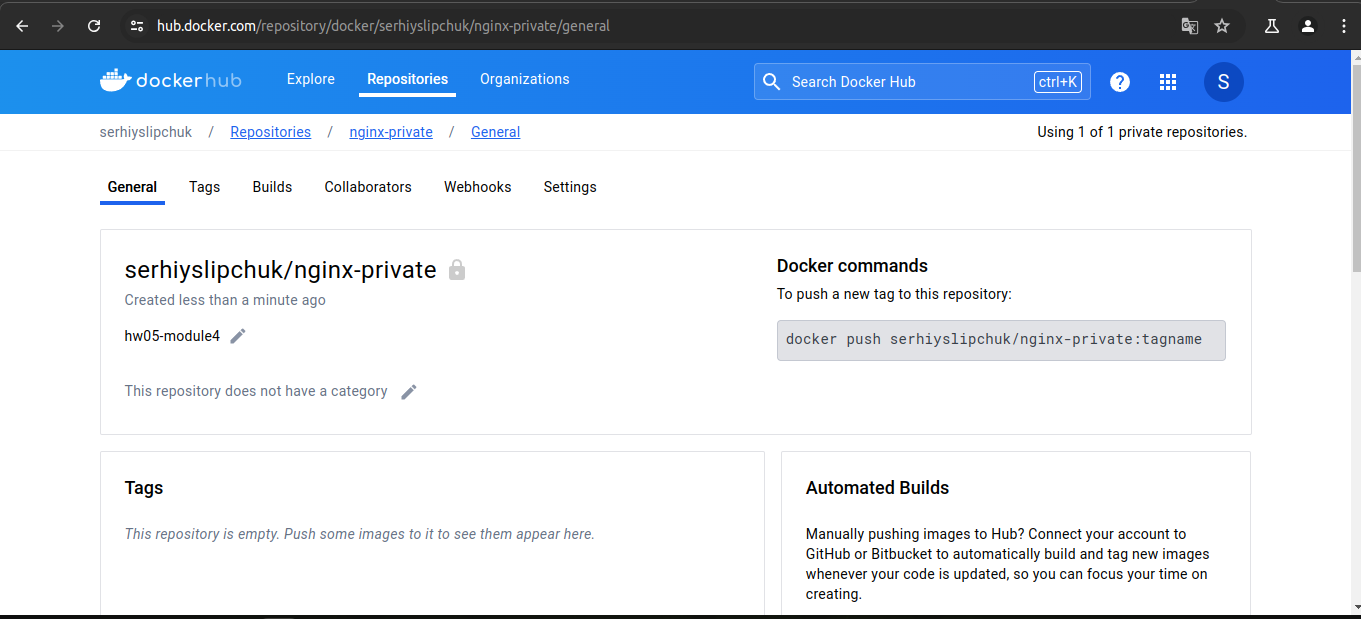 hub.docker.com/repository/docker/serhiyslipchuk/nginx-private/general
dockerhub Explore Repositories Organizations Search Docker Hub ctrl+K ? S
serhiyslipchuk / Repositories / nginx-private / General Using 1 of 1 private repositories.
General Tags Builds Collaborators Webhooks Settings
serhiyslipchuk/nginx-private
Created less than a minute ago
hw05-module4
This repository does not have a category
Docker commands
To push a new tag to this repository:
docker push serhiyslipchuk/nginx-private:tagname
Tags
This repository is empty. Push some images to it to see them appear here.
Automated Builds
Manually pushing images to Hub? Connect your account to
GitHub or Bitbucket to automatically build and tag new images
whenever your code is updated, so you can focus your time on
creating.